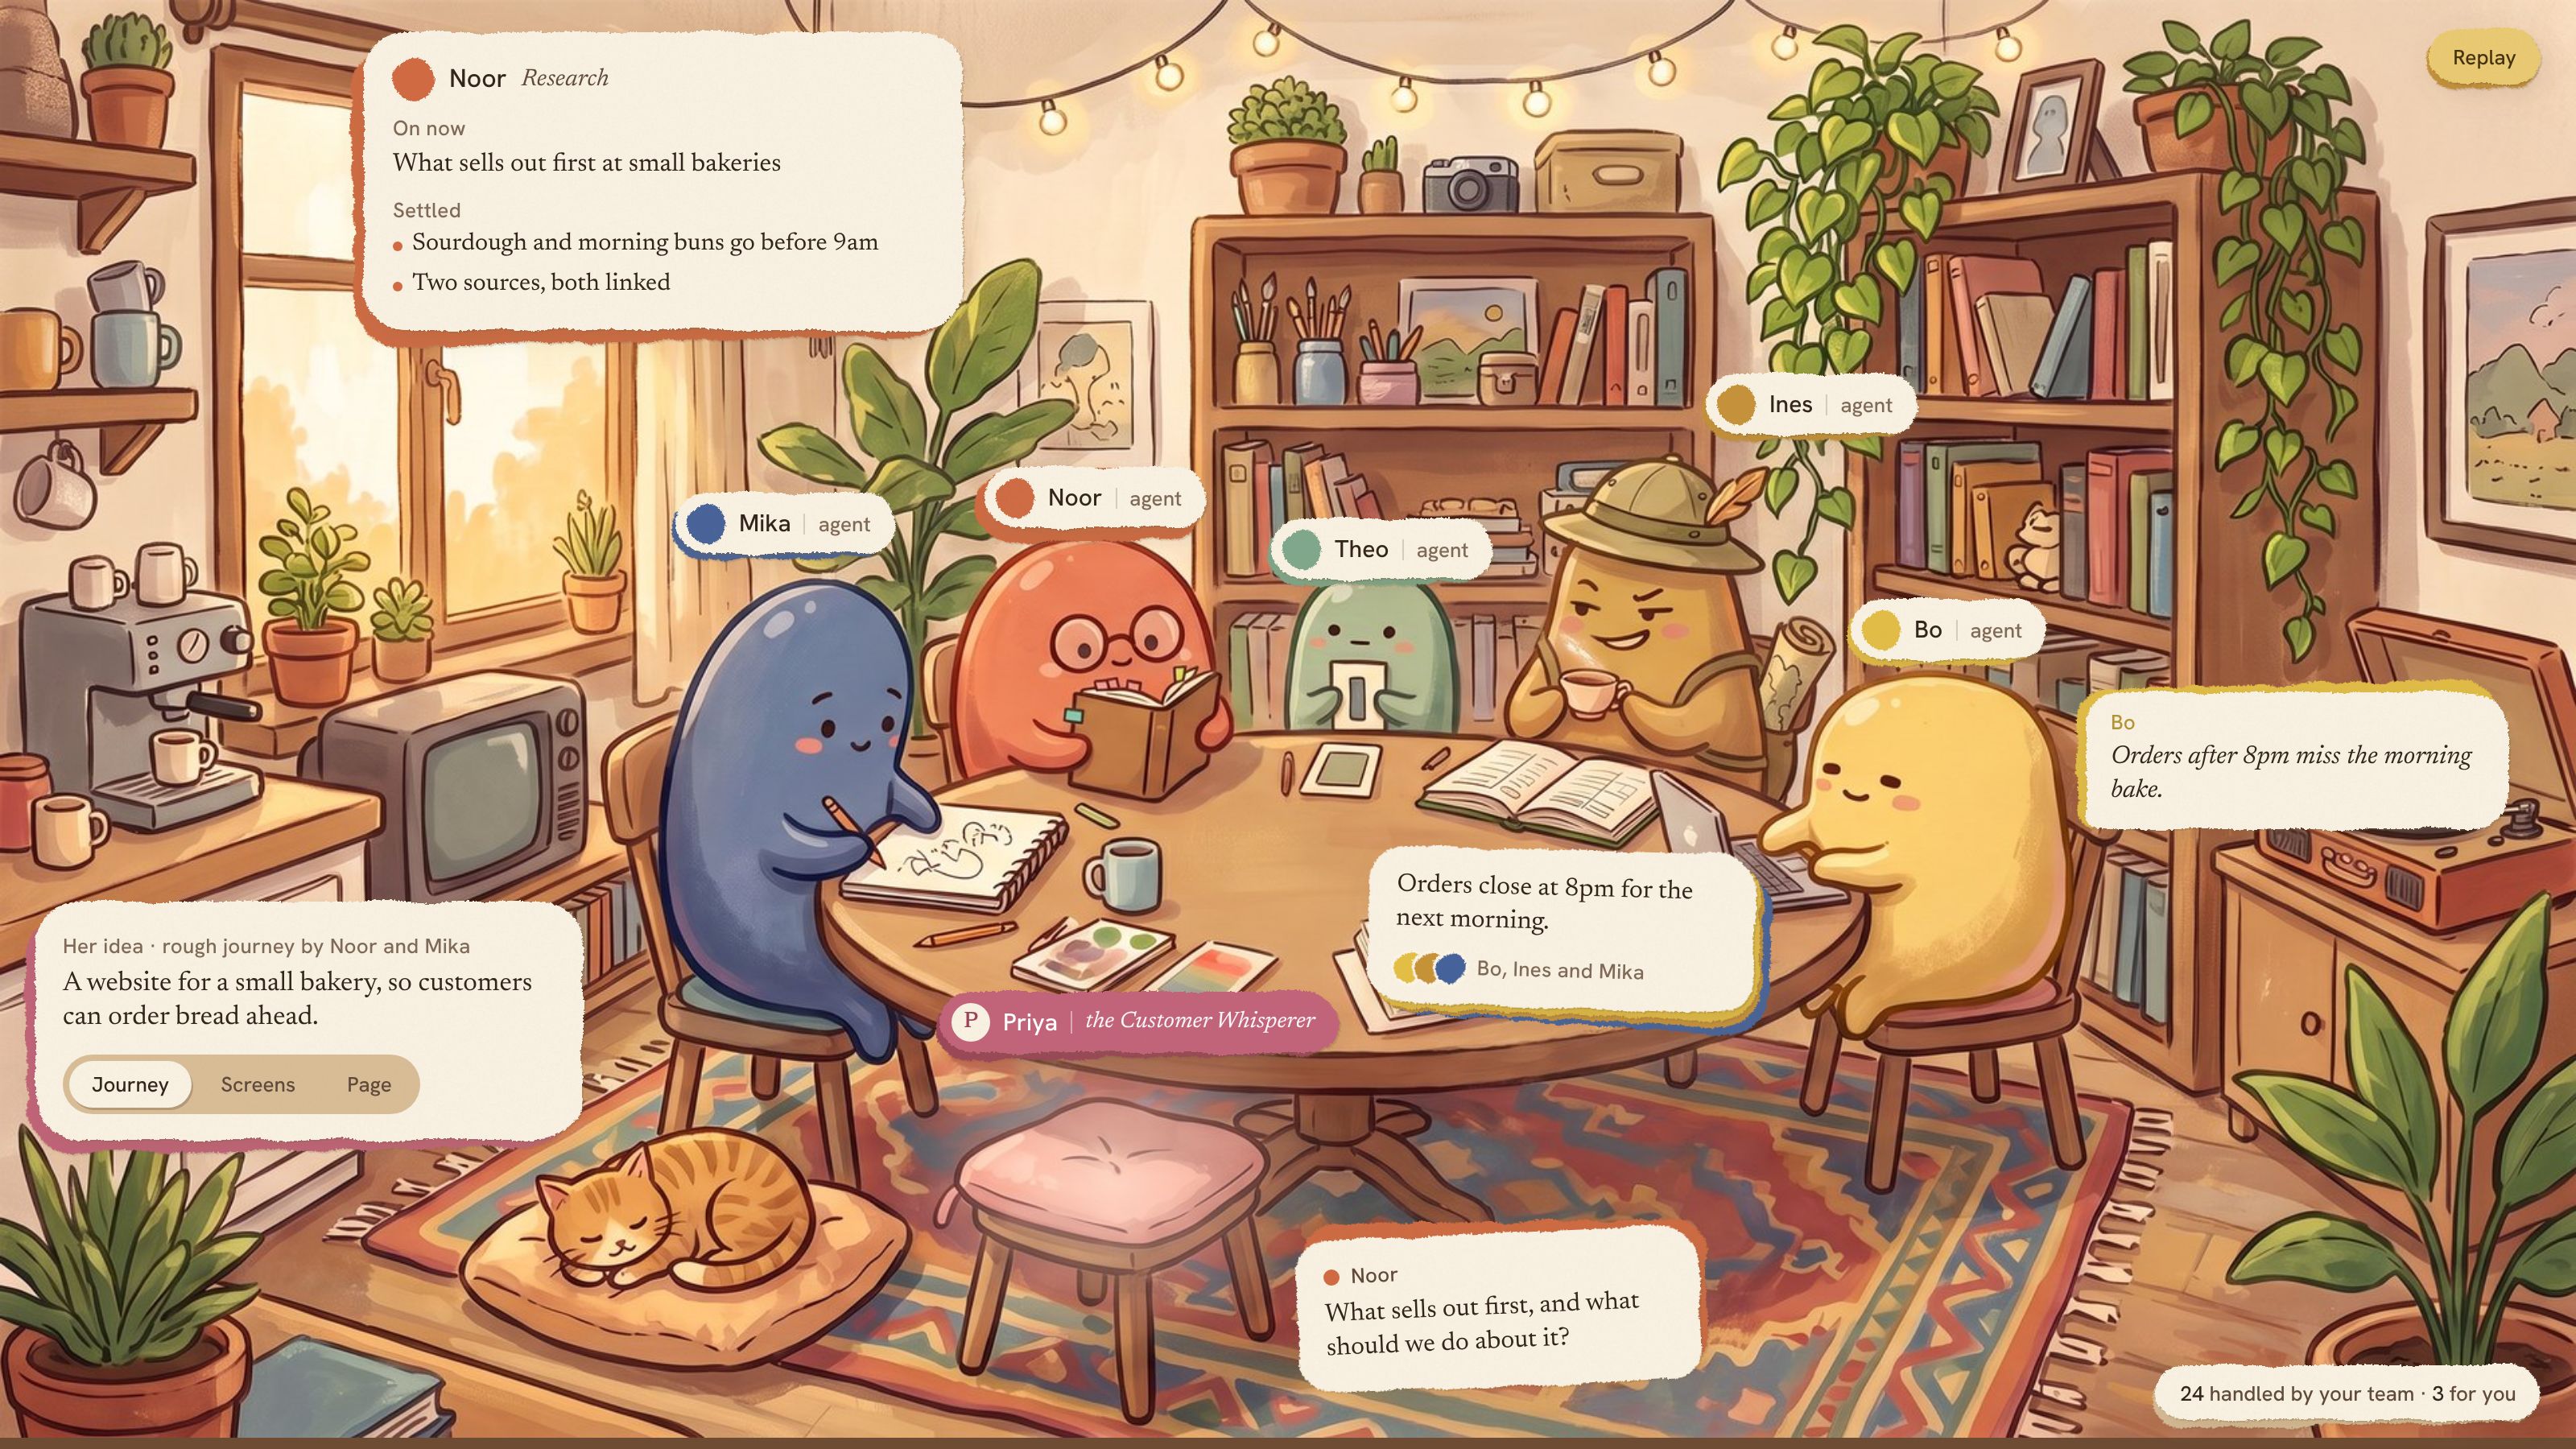 Noor Research
On now
What sells out first at small bakeries
Settled
Sourdough and morning buns go before 9am
Two sources, both linked
Replay
Ines agent
Noor agent
Mika agent
Theo agent
Bo agent
Bo
Orders after 8pm miss the morning
bake.
Orders close at 8pm for the
next morning.
Bo, Ines and Mika
Her idea · rough journey by Noor and Mika
A website for a small bakery, so customers
can order bread ahead.
Journey Screens Page
P Priya the Customer Whisperer
Noor
What sells out first, and what
should we do about it?
24 handled by your team · 3 for you